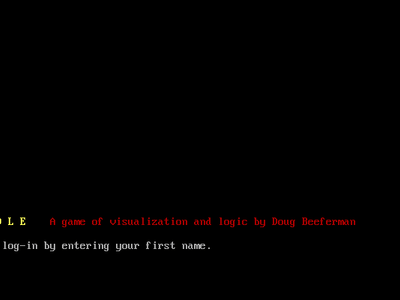 O L E A game of visualization and logic by Doug Beeferman
log-in by entering your first name.